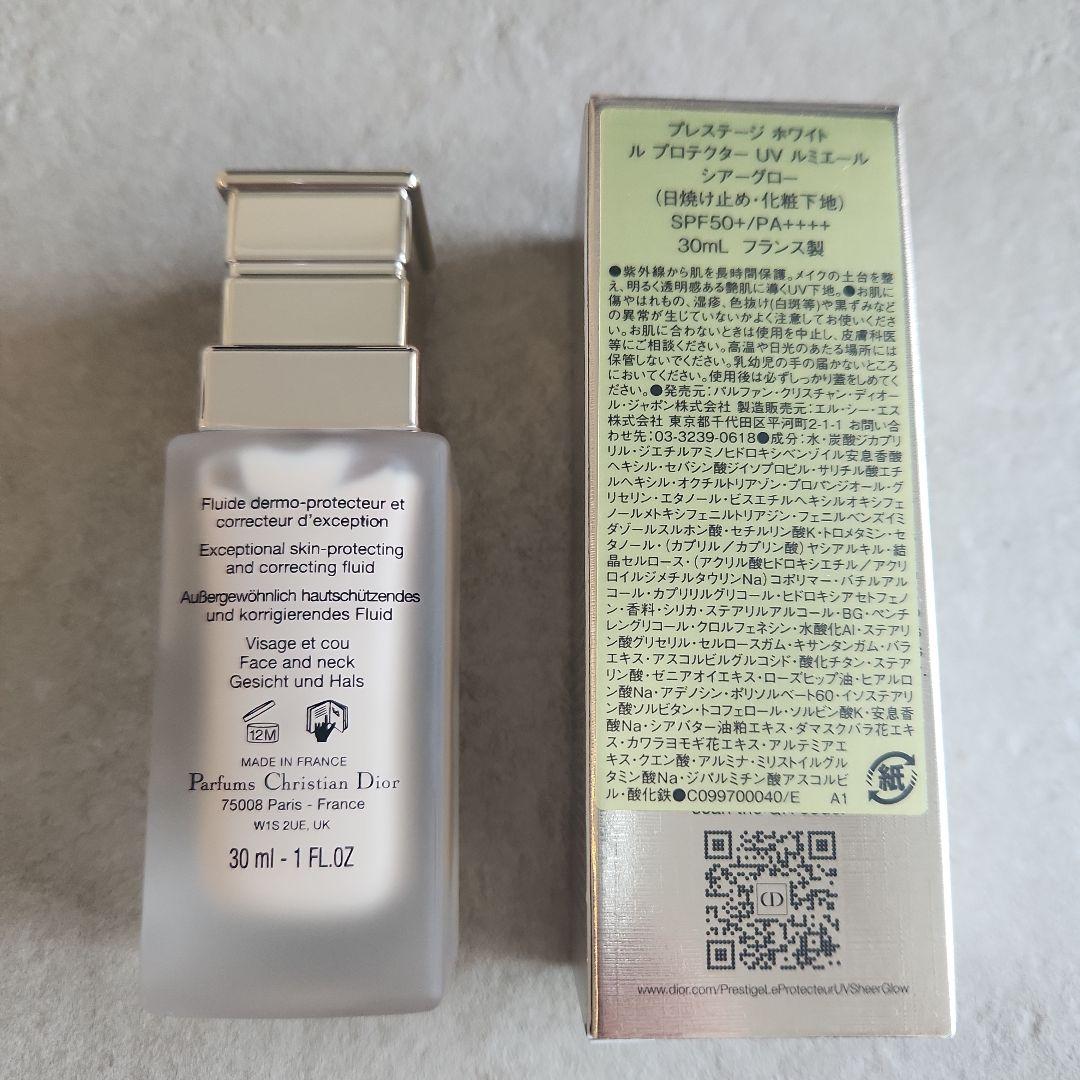 Fluide dermo-protecteur et
correcteur d'exception
Exceptional skin-protecting
and correcting fluid
Außergewöhnlich hautschützendes
und korrigierendes Fluid
Visage et cou
Face and neck
Gesicht und Hals
12M
MADE IN FRANCE
Parfums Christian Dior
75008 Paris - France
W1S 2UE, UK
30 ml - 1 FL.OZ
プレステージ ホワイト
ル プロテクター UV ルミエール
シアーグロー
(日焼け止め・化粧下地)
SPF50+/PA++++
30mL フランス製
●紫外線から肌を長時間保護。メイクの土台を整
え、明るく透明感ある艶肌に導くUV下地。●お肌に
傷やはれもの、湿疹、色抜け(白斑等)や黒ずみなど
の異常が生じていないかよく注意してお使いくださ
い。お肌に合わないときは使用を中止し、皮膚科医
等にご相談ください。高温や日光のあたる場所には
保管しないでください。乳幼児の手の届かないところ
においてください。使用後は必ずしっかり蓋をしめてく
ださい。●発売元：パルファン・クリスチャン・ディオー
ル・ジャポン株式会社 製造販売元：エル・シー・エス
株式会社 東京都千代田区平河町2-1-1 お問い合
わせ先：03-3239-0618●成分：水・炭酸ジカプリ
リル・ジエチルアミノヒドロキシベンゾイル安息香酸
ヘキシル・セバシン酸ジイソプロピル・サリチル酸エチ
ルヘキシル・オクチルトリアゾン・プロパンジオール・グ
リセリン・エタノール・ビスエチルヘキシルオキシフェ
ノールメトキシフェニルトリアジン・フェニルベンズイミ
ダゾールスルホン酸・セチルリン酸K・トロメタミン・セ
タノール・(カプリル／カプリン酸)ヤシアルキル・結
晶セルロース・(アクリル酸ヒドロキシエチル／アクリ
ロイルジメチルタウリンNa)コポリマー・バチルアル
コール・カプリリルグリコール・ヒドロキシアセトフェノ
ン・香料・シリカ・ステアリルアルコール・BG・ペンチ
レングリコール・クロルフェネシン・水酸化Al・ステアリ
ン酸グリセリル・セルロースガム・キサンタンガム・バラ
エキス・アスコルビルグルコシド・酸化チタン・ステア
リン酸・ゼニアオイエキス・ローズヒップ油・ヒアルロ
ン酸Na・アデノシン・ポリソルベート60・イソステアリ
ン酸ソルビタン・トコフェロール・ソルビン酸K・安息香
酸Na・シアバター油粕エキス・ダマスクバラ花エキ
ス・カワラヨモギ花エキス・アルテミアエ
キス・クエン酸・アルミナ・ミリストイルグル
タミン酸Na・ジパルミチン酸アスコルビ
ル・酸化鉄●C099700040/E A1
紙
www.dior.com/PrestigeLeProtecteurUVSheerGlow